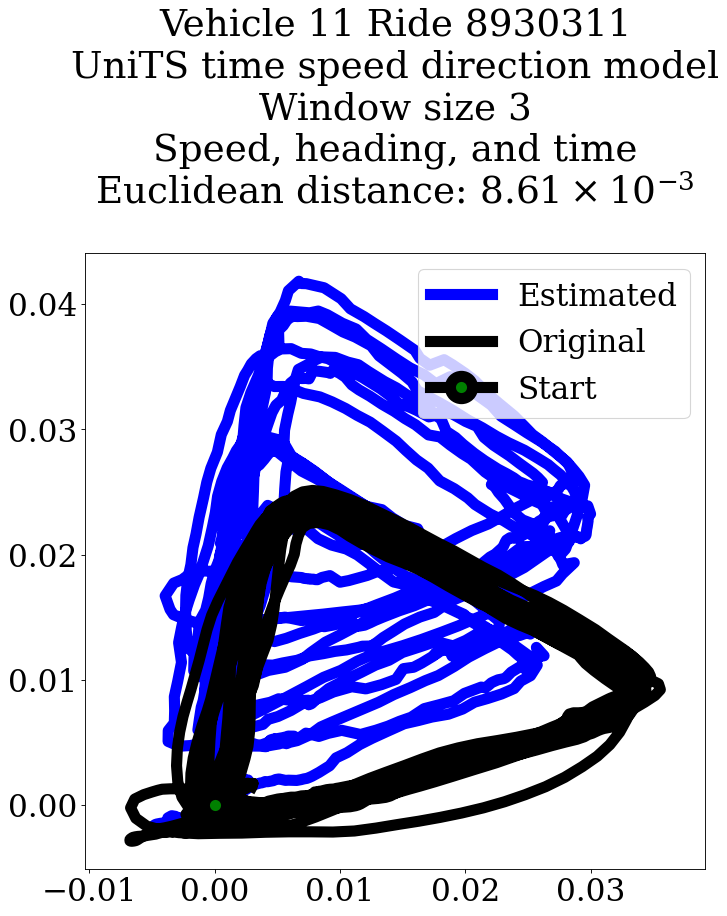 Vehicle 11 Ride 8930311
UniTS time speed direction model
Window size 3
Speed, heading, and time
Euclidean distance: 8.61 × 10⁻³
Estimated
Original
Start
0.04
0.03
0.02
0.01
0.00
−0.01 0.00 0.01 0.02 0.03